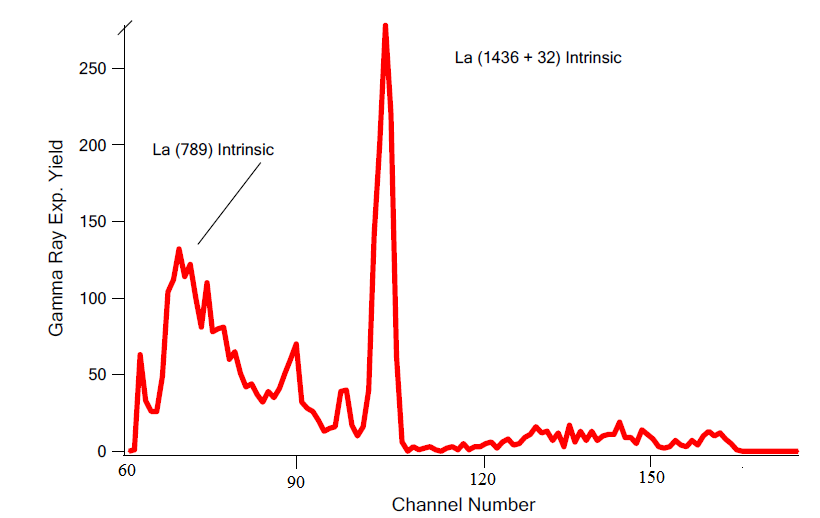 La (1436 + 32) Intrinsic
La (789) Intrinsic
Gamma Ray Exp. Yield
250
200
150
100
50
0
60
90
120
150
Channel Number